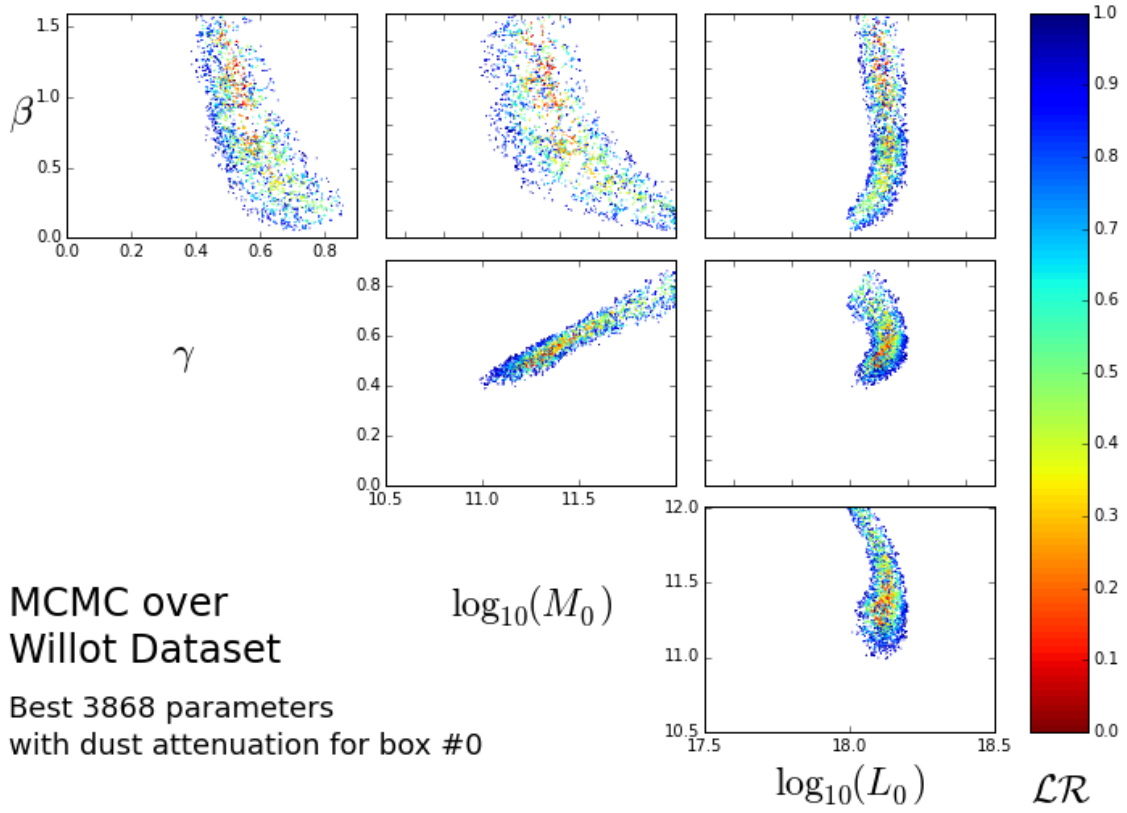 1.5
1.0
0.5
0.0
β
0.0 0.2 0.4 0.6 0.8
0.8
0.6
0.4
0.2
0.0
γ
10.5 11.0 11.5
12.0
11.5
11.0
10.5
log10(M0)
17.5 18.0 18.5
log10(L0)
1.0
0.9
0.8
0.7
0.6
0.5
0.4
0.3
0.2
0.1
0.0
ℒℛ
MCMC over
Willot Dataset
Best 3868 parameters
with dust attenuation for box #0